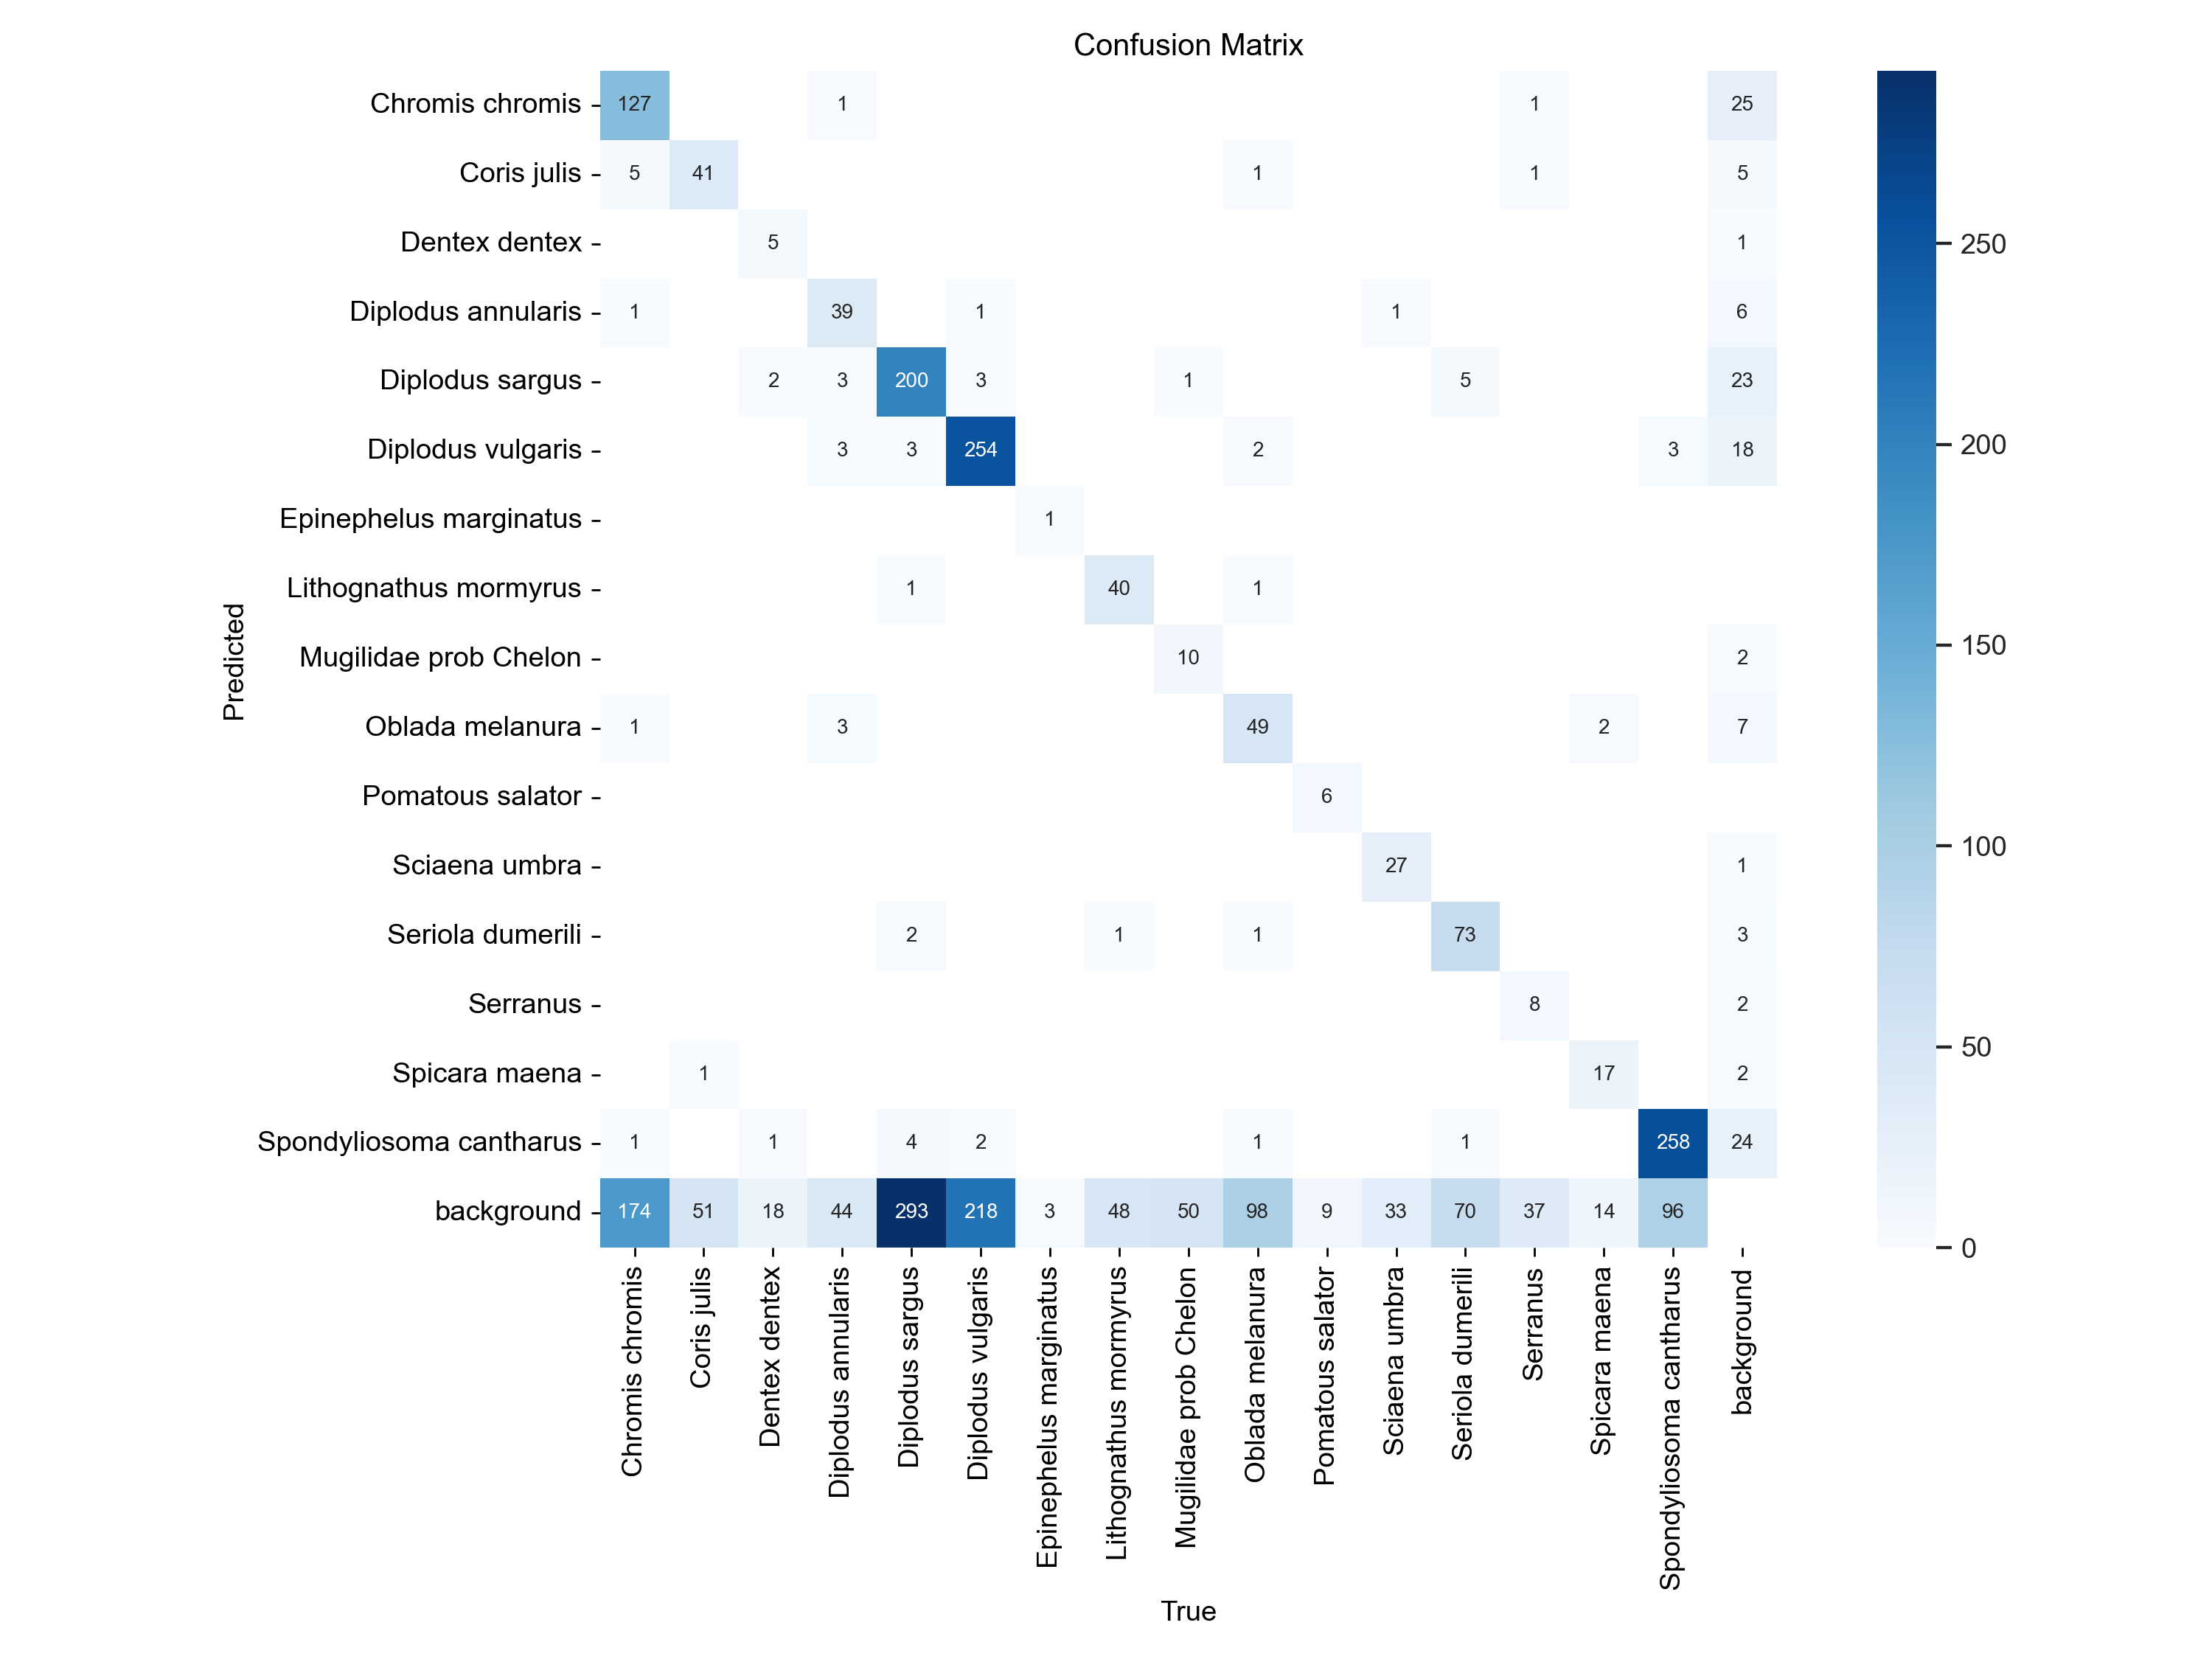 Confusion Matrix
Chromis chromis 127 1 1 25
Coris julis 5 41 1 1 5
Dentex dentex 5 1
250
Diplodus annularis 1 39 1 1 6
Diplodus sargus 2 3 200 3 1 5 23
Diplodus vulgaris 3 3 254 2 3 18
200
Epinephelus marginatus 1
Lithognathus mormyrus 1 40 1
150
Predicted
Mugilidae prob Chelon 10 2
Oblada melanura 1 3 49 2 7
Pomatous salator 6
100
Sciaena umbra 27 1
Seriola dumerili 2 1 1 73 3
Serranus 8 2
50
Spicara maena 1 17 2
Spondyliosoma cantharus 1 1 4 2 1 1 258 24
background 174 51 18 44 293 218 3 48 50 98 9 33 70 37 14 96
0
Chromis chromis
Coris julis
Dentex dentex
Diplodus annularis
Diplodus sargus
Diplodus vulgaris
Epinephelus marginatus
Lithognathus mormyrus
Mugilidae prob Chelon
Oblada melanura
Pomatous salator
Sciaena umbra
Seriola dumerili
Serranus
Spicara maena
Spondyliosoma cantharus
background
True